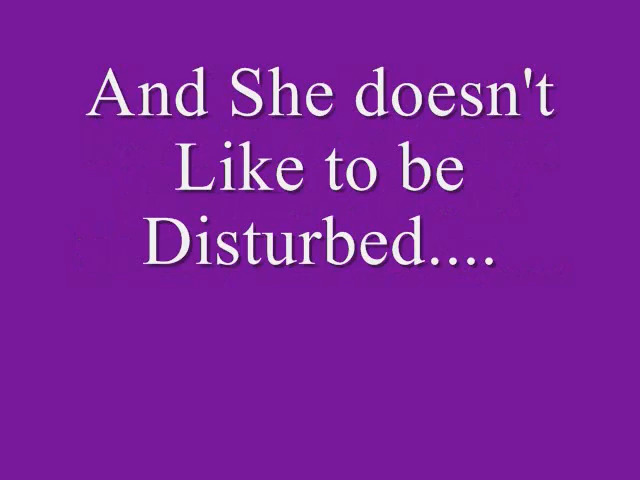 And She doesn't
Like to be
Disturbed....